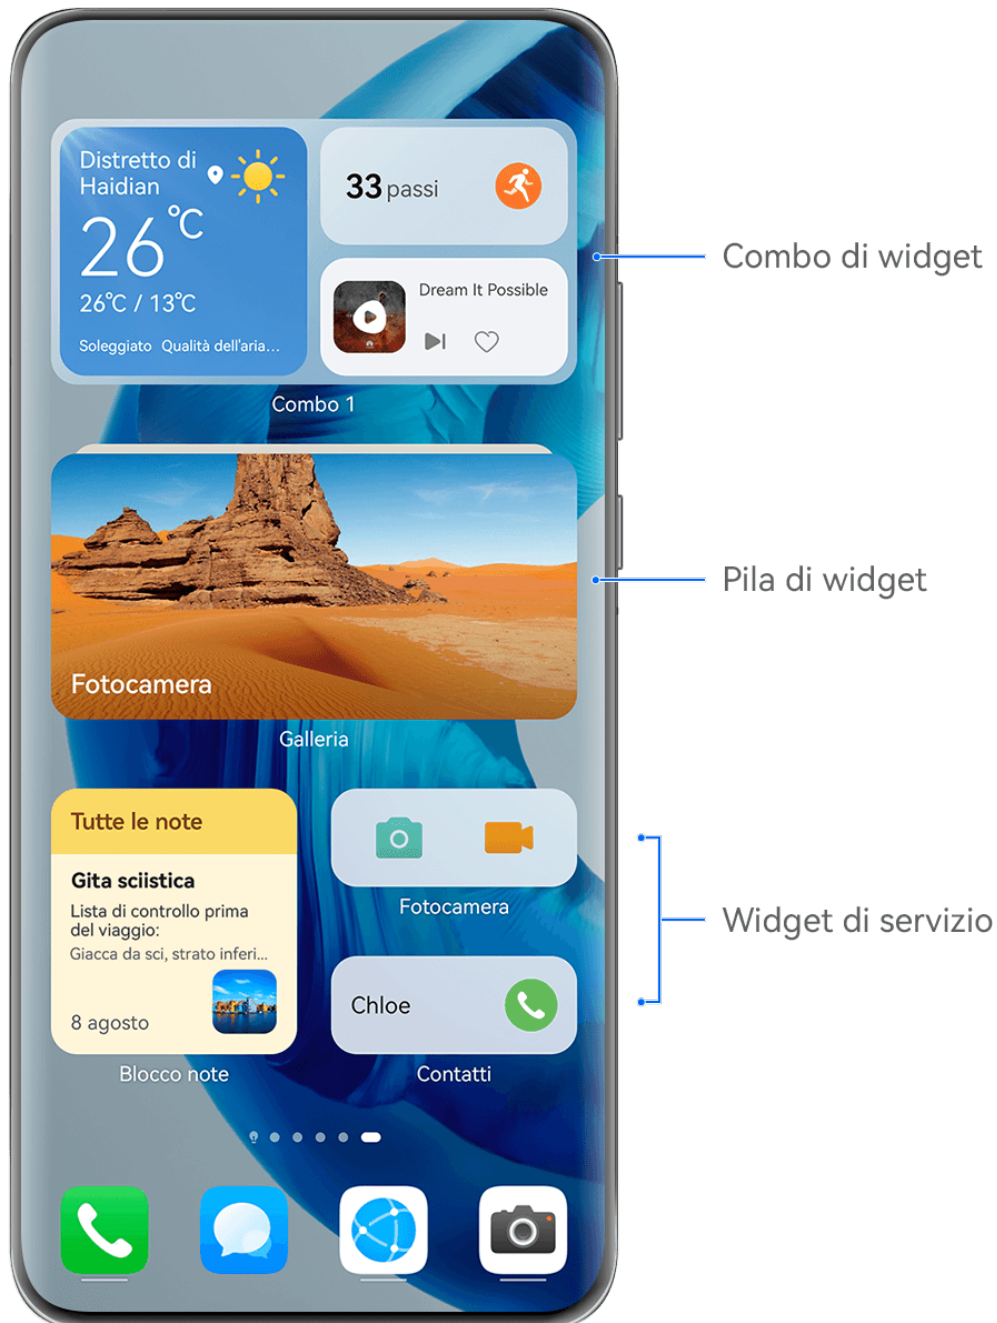 Distretto di
Haidian
26°C
26°C / 13°C
Soleggiato Qualità dell'aria...
33 passi
Dream It Possible
Combo 1
Combo di widget
Fotocamera
Galleria
Pila di widget
Tutte le note
Gita sciistica
Lista di controllo prima
del viaggio:
Giacca da sci, strato inferi...
8 agosto
Blocco note
Fotocamera
Chloe
Contatti
Widget di servizio